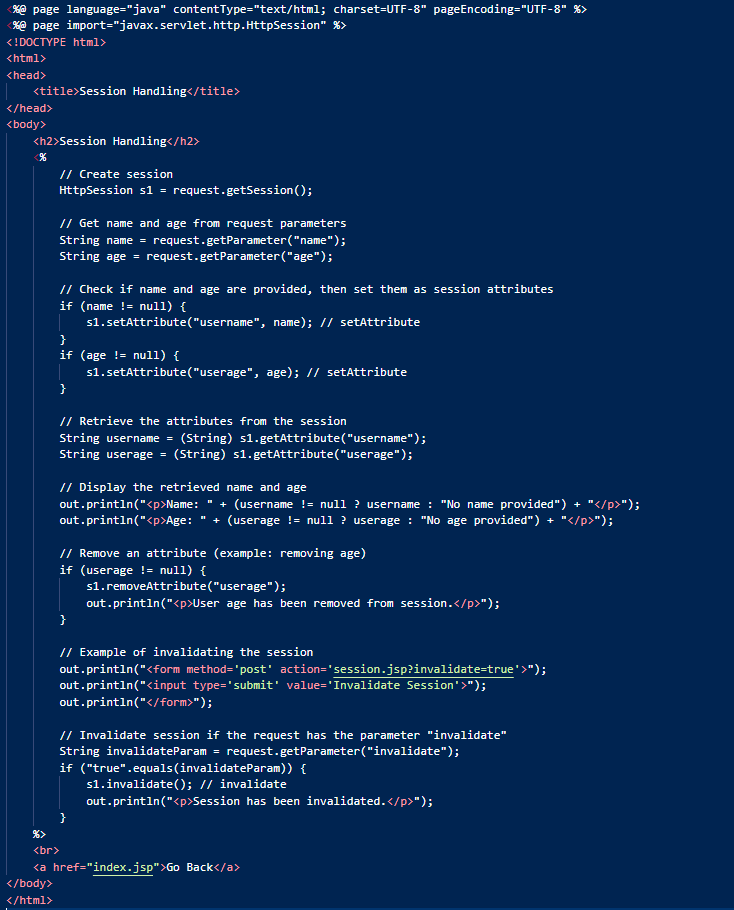 <%@ page language="java" contentType="text/html; charset=UTF-8" pageEncoding="UTF-8" %>
<%@ page import="javax.servlet.http.HttpSession" %>
<!DOCTYPE html>
<html>
<head>
    <title>Session Handling</title>
</head>
<body>
    <h2>Session Handling</h2>
    <%
        // Create session
        HttpSession s1 = request.getSession();

        // Get name and age from request parameters
        String name = request.getParameter("name");
        String age = request.getParameter("age");

        // Check if name and age are provided, then set them as session attributes
        if (name != null) {
            s1.setAttribute("username", name); // setAttribute
        }
        if (age != null) {
            s1.setAttribute("userage", age); // setAttribute
        }

        // Retrieve the attributes from the session
        String username = (String) s1.getAttribute("username");
        String userage = (String) s1.getAttribute("userage");

        // Display the retrieved name and age
        out.println("<p>Name: " + (username != null ? username : "No name provided") + "</p>");
        out.println("<p>Age: " + (userage != null ? userage : "No age provided") + "</p>");

        // Remove an attribute (example: removing age)
        if (userage != null) {
            s1.removeAttribute("userage");
            out.println("<p>User age has been removed from session.</p>");
        }

        // Example of invalidating the session
        out.println("<form method='post' action='session.jsp?invalidate=true'>");
        out.println("<input type='submit' value='Invalidate Session'>");
        out.println("</form>");

        // Invalidate session if the request has the parameter "invalidate"
        String invalidateParam = request.getParameter("invalidate");
        if ("true".equals(invalidateParam)) {
            s1.invalidate(); // invalidate
            out.println("<p>Session has been invalidated.</p>");
        }
    %>
    <br>
    <a href="index.jsp">Go Back</a>
</body>
</html>